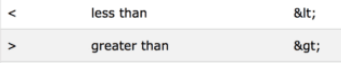 < less than &lt;
> greater than &gt;